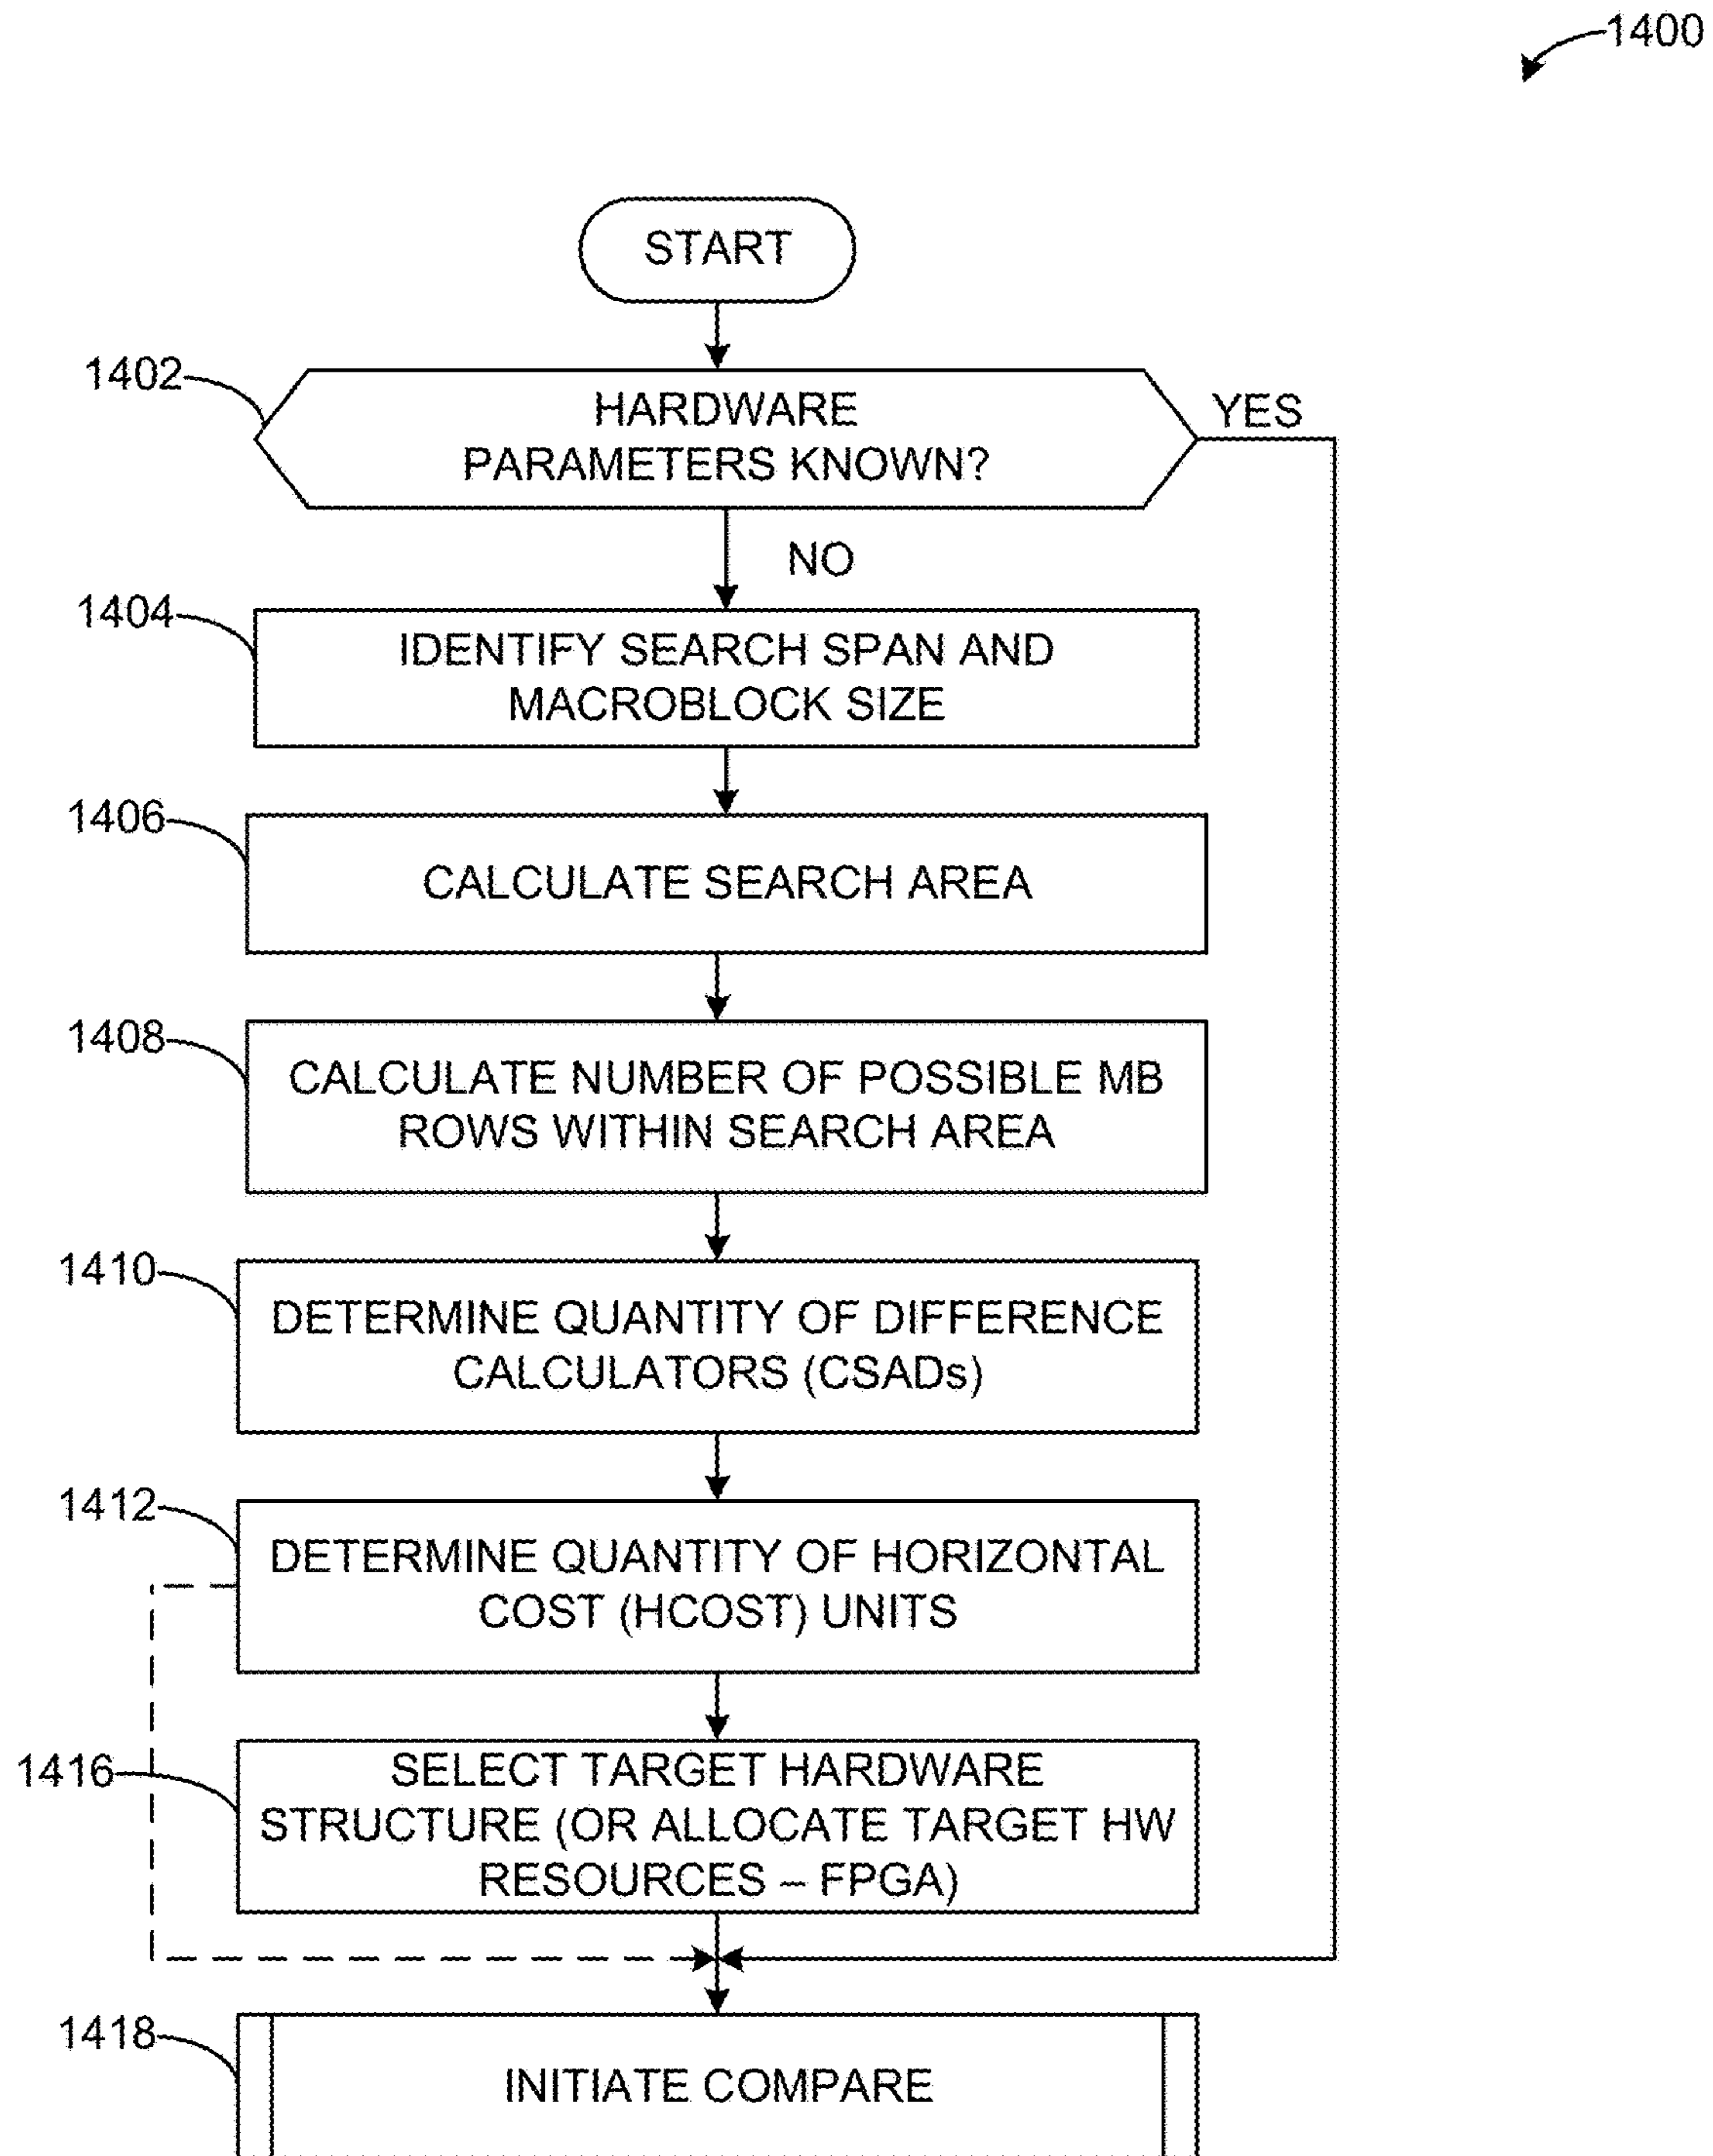 1400
START
1402
HARDWARE
PARAMETERS KNOWN?
YES
NO
1404
IDENTIFY SEARCH SPAN AND
MACROBLOCK SIZE
1406
CALCULATE SEARCH AREA
1408
CALCULATE NUMBER OF POSSIBLE MB
ROWS WITHIN SEARCH AREA
1410
DETERMINE QUANTITY OF DIFFERENCE
CALCULATORS (CSADs)
1412
DETERMINE QUANTITY OF HORIZONTAL
COST (HCOST) UNITS
1416
SELECT TARGET HARDWARE
STRUCTURE (OR ALLOCATE TARGET HW
RESOURCES – FPGA)
1418
INITIATE COMPARE